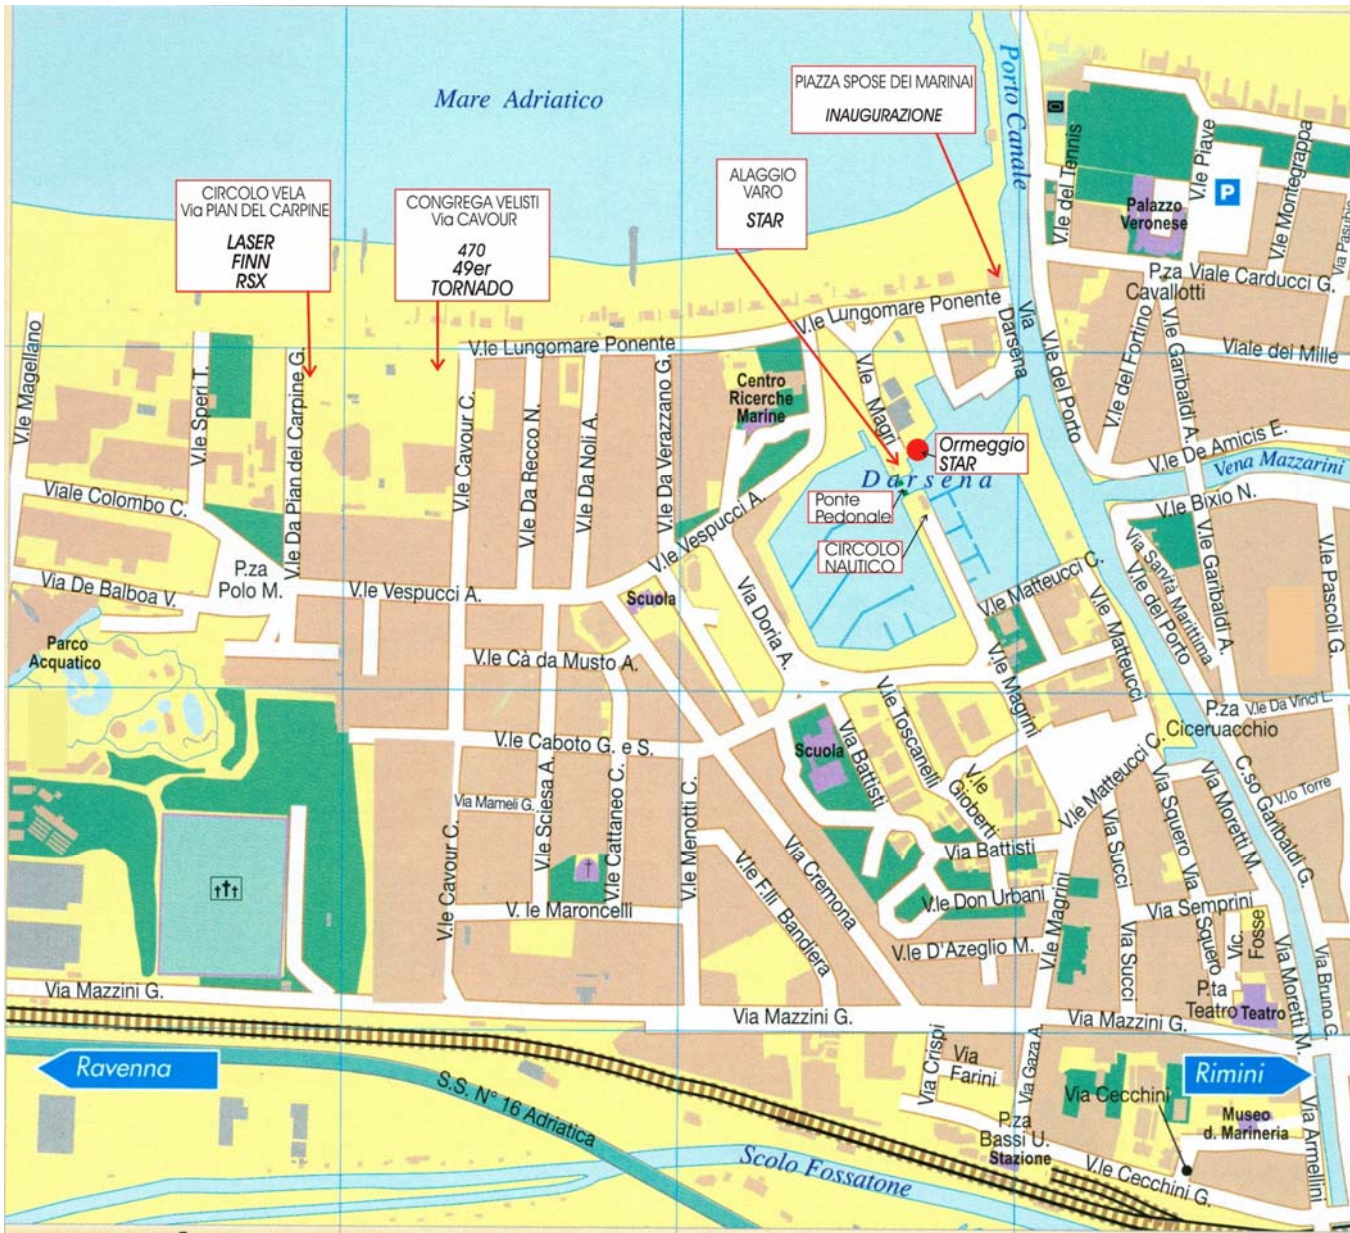 Mare Adriatico
Porto Canale
PIAZZA SPOSE DEI MARINAI
INAUGURAZIONE
ALAGGIO
VARO
STAR
CIRCOLO VELA
Via PIAN DEL CARPINE
LASER
FINN
RSX
CONGREGA VELISTI
Via CAVOUR
470
49er
TORNADO
V.le del Tennis
V.le Piave
V.le Montegrappa
Via Pasubio
P
Palazzo
Veronese
P.za
Cavallotti
Viale Carducci G.
V.le Magellano
V.le Speri T.
V.le Da Pian del Carpine G.
V.le Lungomare Ponente
V.le Lungomare Ponente
Via
Darsena
V.le del Porto
V.le del Fortino
V.le Garibaldi A.
Viale dei Mille
V.le De Amicis E.
Vena Mazzarini
V.le Bixio N.
V.le Cavour C.
V.le Da Recco N.
V.le Da Noli A.
V.le Da Verazzano G.
Centro
Ricerche
Marine
V.le Magri
Ormeggio
STAR
Darsena
Ponte
Pedonale
CIRCOLO
NAUTICO
Viale Colombo C.
Via De Balboa V.
P.za
Polo M.
V.le Vespucci A.
V.le Vespucci A.
Scuola
Via Doria A.
V.le Matteucci C.
V.le Matteucci
V.le Magrini
Via Santia Marittima
V.le del Porto
V.le Garibaldi A.
V.le Pascoli G.
Parco
Acquatico
V.le Cà da Musto A.
P.za
Ciceruacchio
V.le Da Vinci L.
V.le Caboto G. e S.
Scuola
Via Battisti
V.le Toscanelli
V.le
Gioberti
V.le Matteucci C.
C.so Garibaldi G.
V.lo Torre
Via Mameli G.
V.le Cavour C.
V.le Sciesa A.
V.le Cattaneo C.
V.le Menotti C.
V.le F.lli Bandiera
Via Cremona
Via Battisti
V.le Don Urbani
V.le D'Azeglio M.
V.le Magrini
Via Succi
Via Succi
Via Squero
Via Squero
Via Moretti M.
Via Semprini
Vic.
Fosse
V. le Maroncelli
P.ta
Teatro
Teatro
Via Moretti M.
Via Bruno G.
Via Mazzini G.
Via Mazzini G.
Via Mazzini G.
Ravenna
S.S. N° 16 Adriatica
Scolo Fossatone
Via Crispi
Via
Farini
Via Gaza A.
Rimini
Via Cecchini
Museo
d. Marineria
P.za
Bassi U.
Stazione
V.le Cecchini G.
Via Armellini